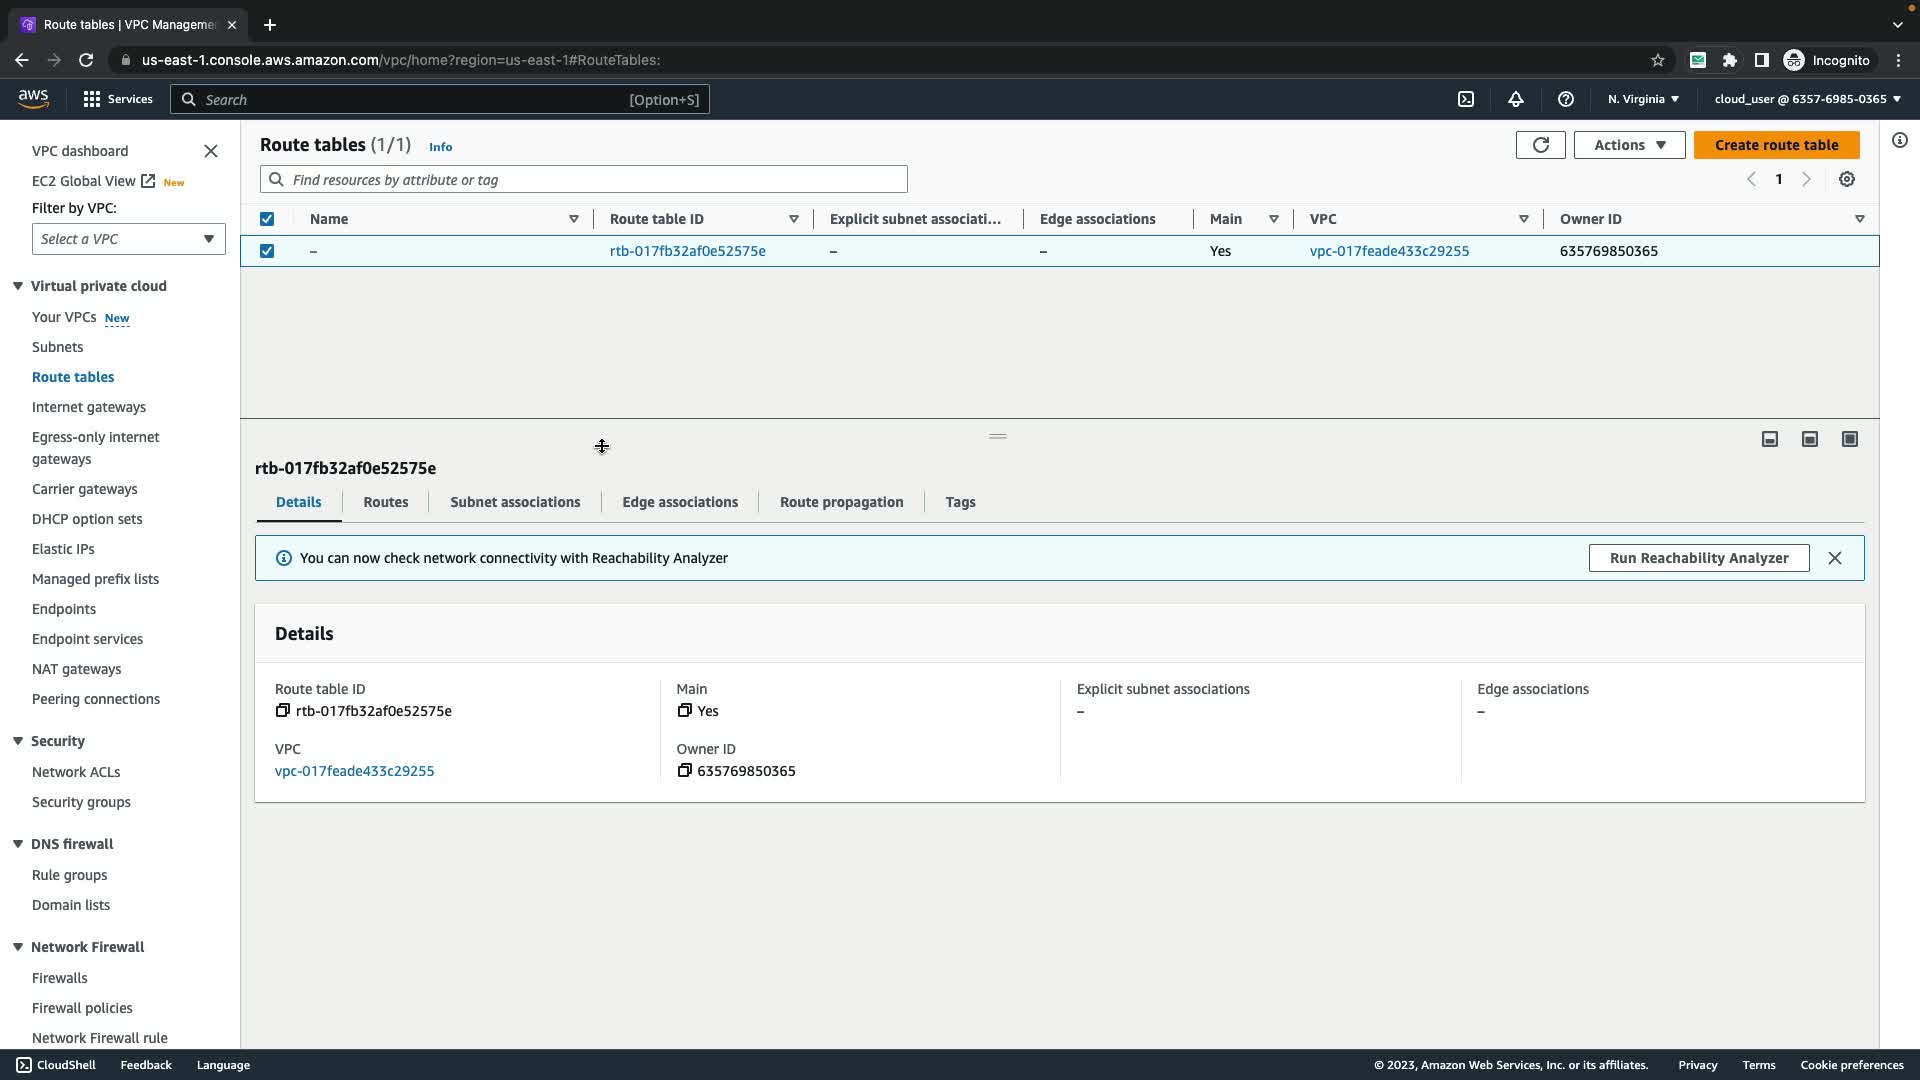 Route tables | VPC Manageme
us-east-1.console.aws.amazon.com/vpc/home?region=us-east-1#RouteTables:
Incognito
aws
Services
Search
[Option+S]
N. Virginia
cloud_user @ 6357-6985-0365
VPC dashboard
EC2 Global View New
Filter by VPC:
Select a VPC
Virtual private cloud
Your VPCs New
Subnets
Route tables
Internet gateways
Egress-only internet
gateways
Carrier gateways
DHCP option sets
Elastic IPs
Managed prefix lists
Endpoints
Endpoint services
NAT gateways
Peering connections
Security
Network ACLs
Security groups
DNS firewall
Rule groups
Domain lists
Network Firewall
Firewalls
Firewall policies
Network Firewall rule
Route tables (1/1) Info
Actions
Create route table
Find resources by attribute or tag
1
Name Route table ID Explicit subnet associati... Edge associations Main VPC Owner ID
– rtb-017fb32af0e52575e – – Yes vpc-017feade433c29255 635769850365
rtb-017fb32af0e52575e
Details Routes Subnet associations Edge associations Route propagation Tags
You can now check network connectivity with Reachability Analyzer
Run Reachability Analyzer
Details
Route table ID
rtb-017fb32af0e52575e
VPC
vpc-017feade433c29255
Main
Yes
Owner ID
635769850365
Explicit subnet associations
–
Edge associations
–
CloudShell Feedback Language
© 2023, Amazon Web Services, Inc. or its affiliates. Privacy Terms Cookie preferences